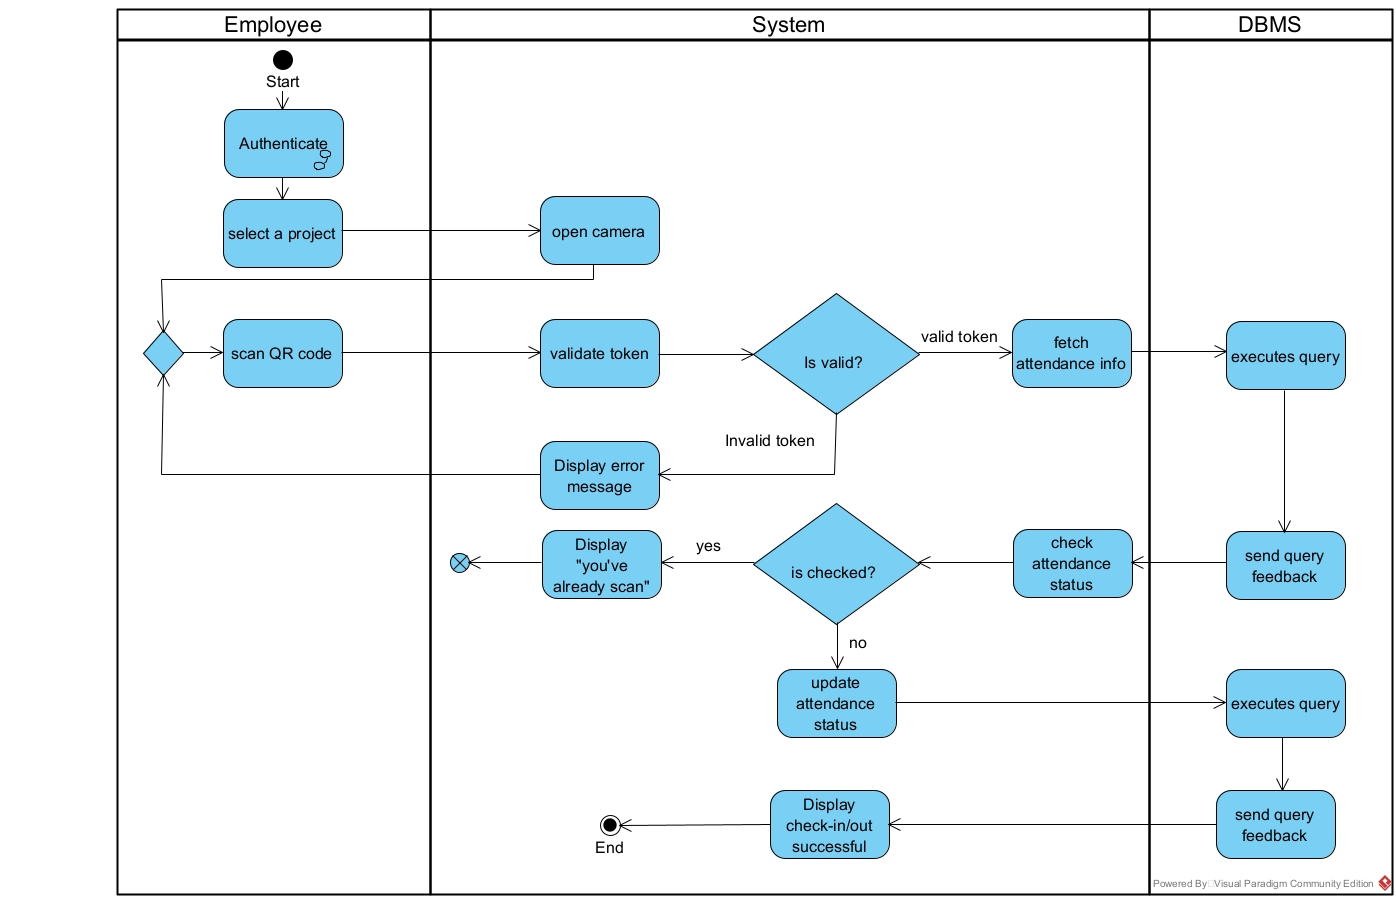 Employee
System
DBMS
Start
Authenticate
select a project
open camera
scan QR code
validate token
Is valid?
valid token
fetch
attendance info
executes query
Invalid token
Display error
message
Display
"you've
already scan"
yes
is checked?
check
attendance
status
send query
feedback
no
update
attendance
status
executes query
Display
check-in/out
successful
send query
feedback
End
Powered By Visual Paradigm Community Edition